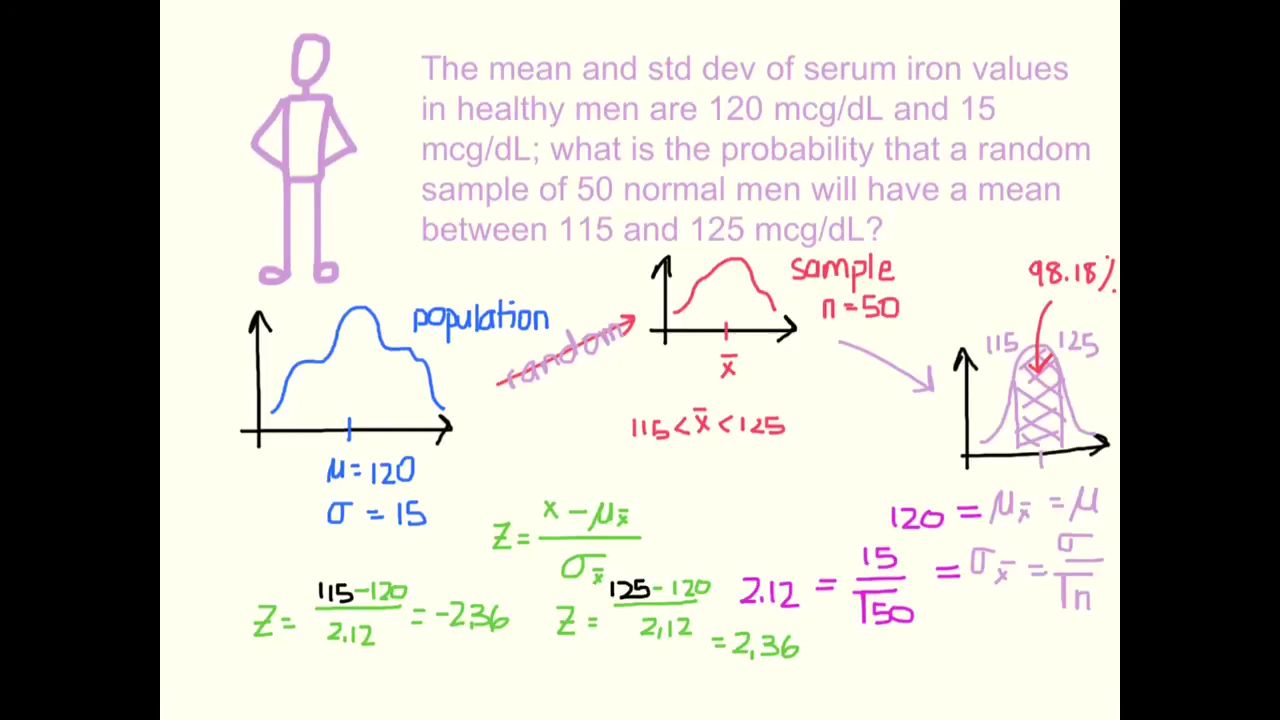 The mean and std dev of serum iron values
in healthy men are 120 mcg/dL and 15
mcg/dL; what is the probability that a random
sample of 50 normal men will have a mean
between 115 and 125 mcg/dL?
population
μ = 120
σ = 15
random
sample
n = 50
x̄
115 < x̄ < 125
98.18%
115 125
120 = μx̄ = μ
2.12 = 15/√50 = σx̄ = σ/√n
z = x - μx̄ / σx̄
z = 115-120 / 2,12 = -2,36
z = 125-120 / 2,12 = 2,36